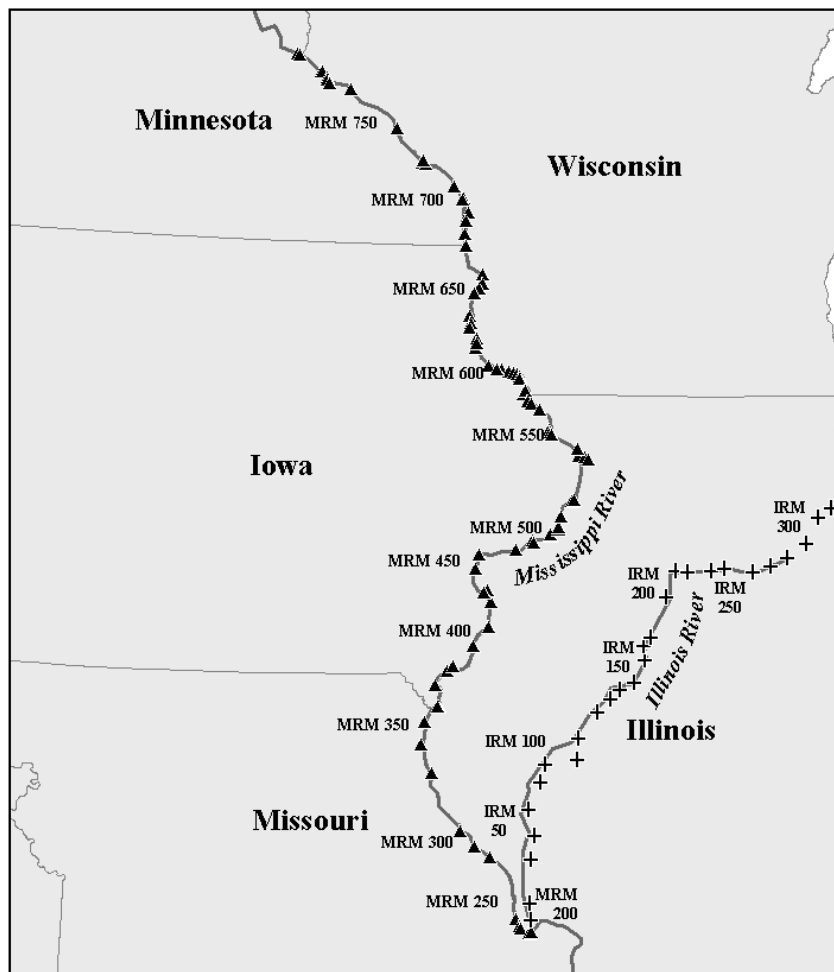 Minnesota
MRM 750
Wisconsin
MRM 700
MRM 650
MRM 600
MRM 550
Iowa
Mississippi River
MRM 500
IRM
300
MRM 450
IRM
200
IRM
250
Illinois River
MRM 400
IRM
150
MRM 350
Illinois
IRM 100
Missouri
IRM
50
MRM 300
MRM 250
MRM
200